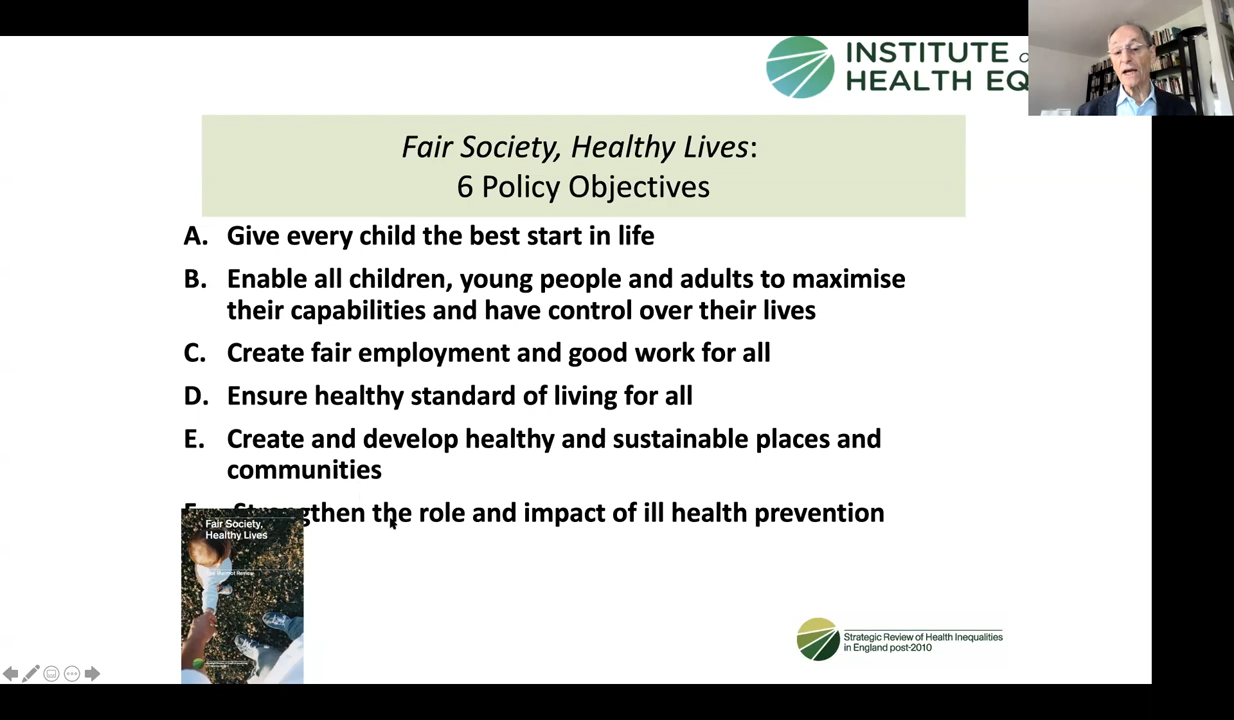 INSTITUTE
HEALTH EQ
Fair Society, Healthy Lives:
6 Policy Objectives
A. Give every child the best start in life
B. Enable all children, young people and adults to maximise
their capabilities and have control over their lives
C. Create fair employment and good work for all
D. Ensure healthy standard of living for all
E. Create and develop healthy and sustainable places and
communities
Strengthen the role and impact of ill health prevention
Fair Society,
Healthy Lives
Strategic Review of Health Inequalities
in England post-2010